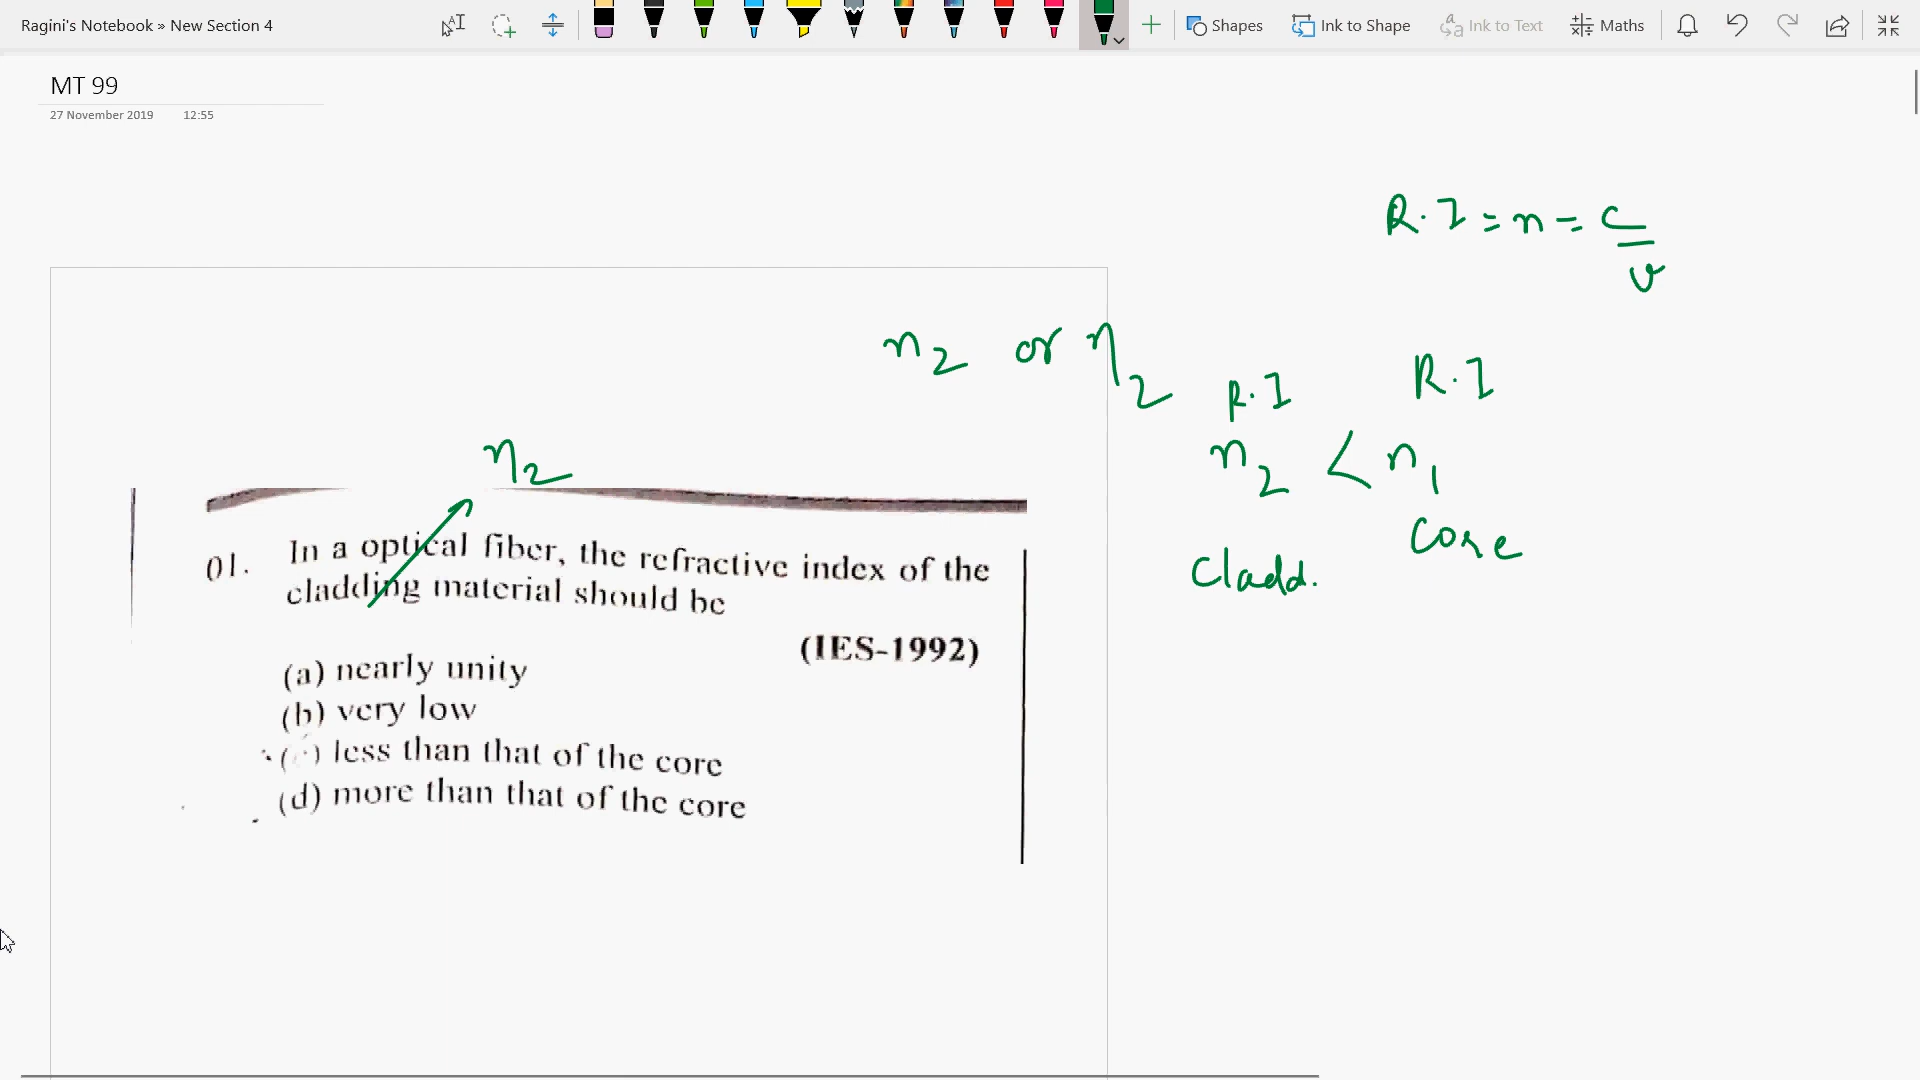 Ragini's Notebook » New Section 4
Shapes
Ink to Shape
Ink to Text
Maths
MT 99
27 November 2019 12:55
R.I = n = c/v
n2 or η2
R.I R.I
n2 < n1
Cladd. Core
η2
01. In a optical fiber, the refractive index of the
cladding material should be
(IES-1992)
(a) nearly unity
(b) very low
( ) less than that of the core
(d) more than that of the core